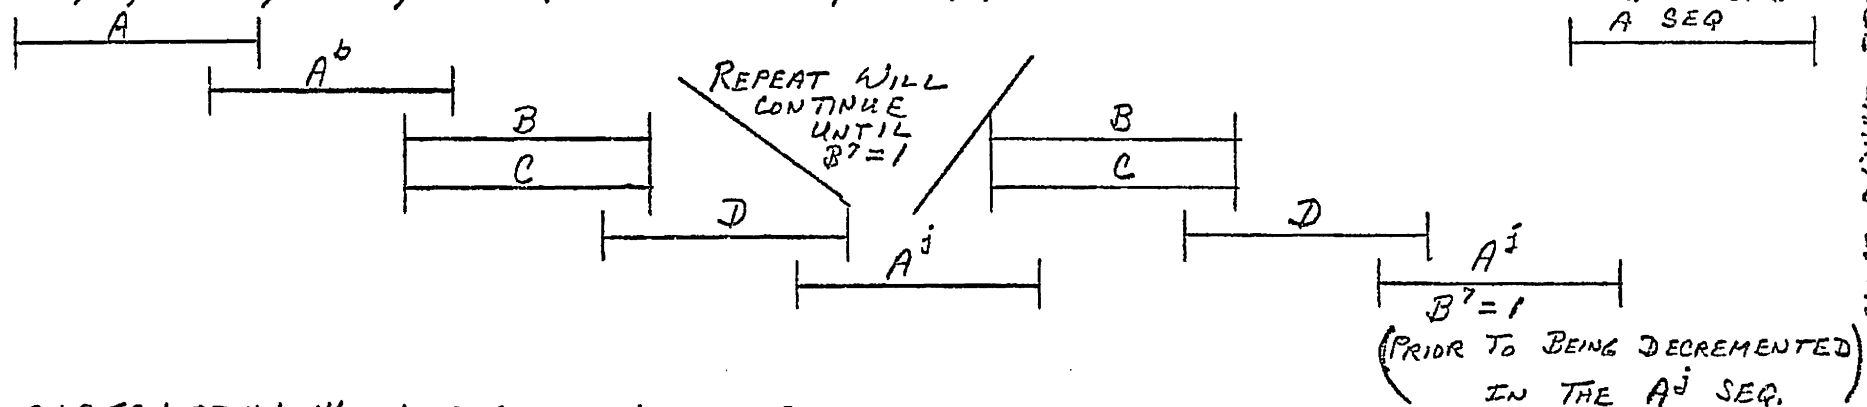 A
A SEQ
A^b
REPEAT WILL
CONTINUE
UNTIL
B^7 = 1
B
B
C
C
D
D
A^j
A^j
B^7 = 1
(PRIOR TO BEING DECREMENTED)
IN THE A^j SEQ.